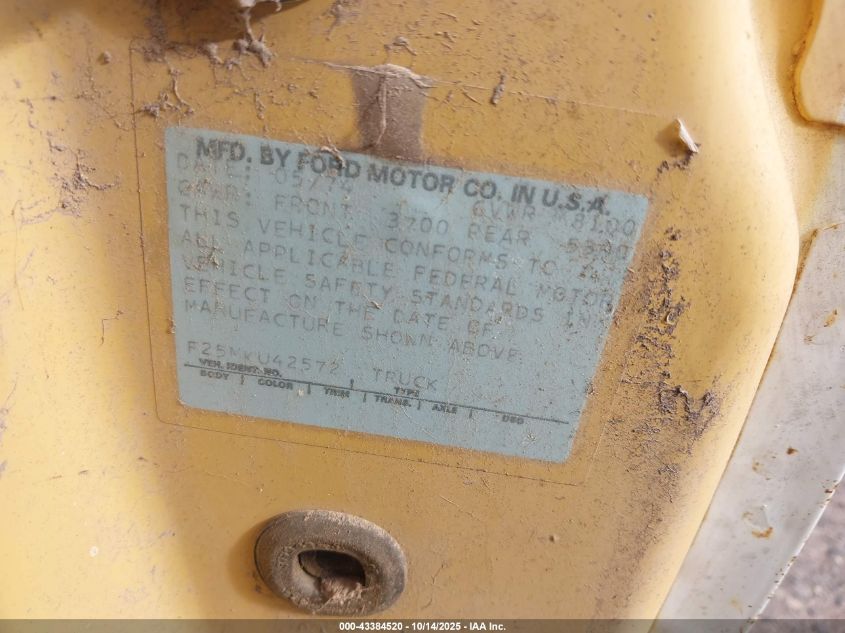 MFD. BY FORD MOTOR CO. IN U.S.A.
DATE: 05/74 GVWR 8100
GAWR: FRONT 3700 REAR 5300
THIS VEHICLE CONFORMS TO
ALL APPLICABLE FEDERAL MOTOR
VEHICLE SAFETY STANDARDS IN
EFFECT ON THE DATE OF
MANUFACTURE SHOWN ABOVE
F25MKU42572 TRUCK
VEH. IDENT. NO. TYPE
BODY COLOR TRIM TRANS. AXLE DSO
000-43384520 - 10/14/2025 - IAA Inc.